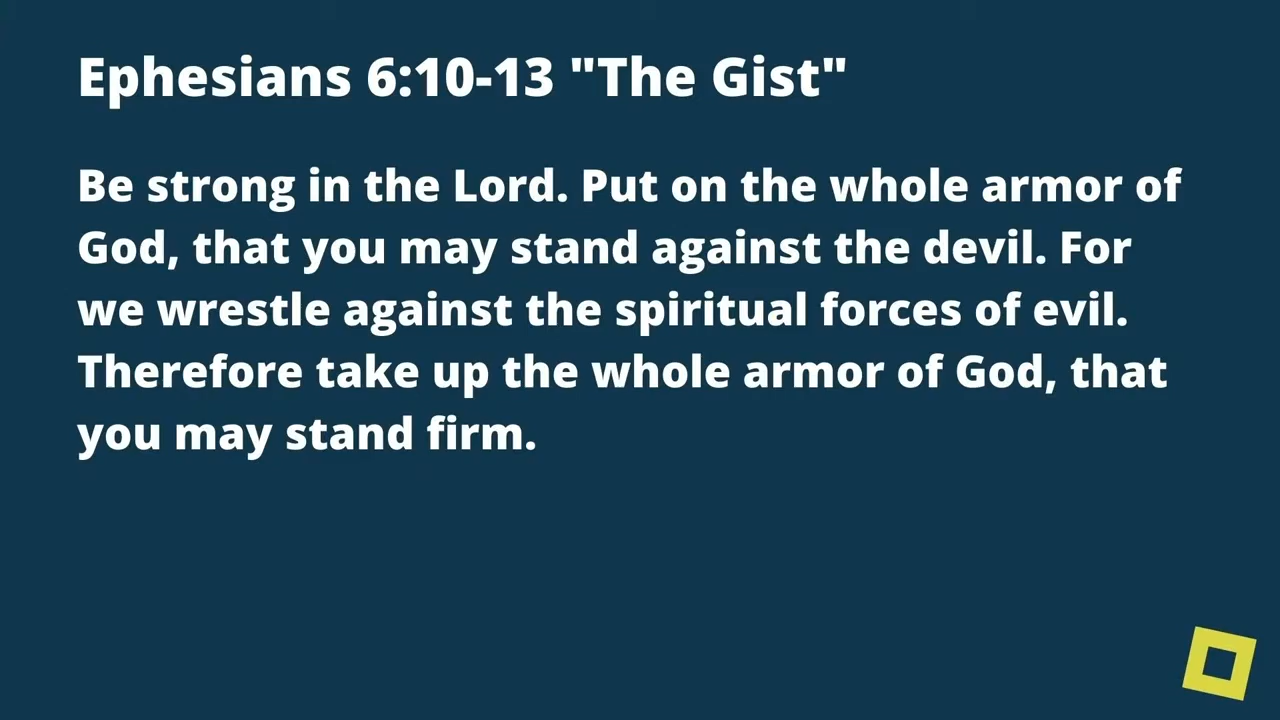 Ephesians 6:10-13 "The Gist"
Be strong in the Lord. Put on the whole armor of
God, that you may stand against the devil. For
we wrestle against the spiritual forces of evil.
Therefore take up the whole armor of God, that
you may stand firm.